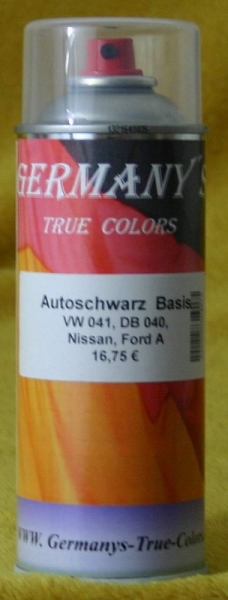 GERMANY'S
TRUE COLORS
Autoschwarz Basis
VW 041, DB 040,
Nissan, Ford A
16,75 €
www. Germanys-True-Colors